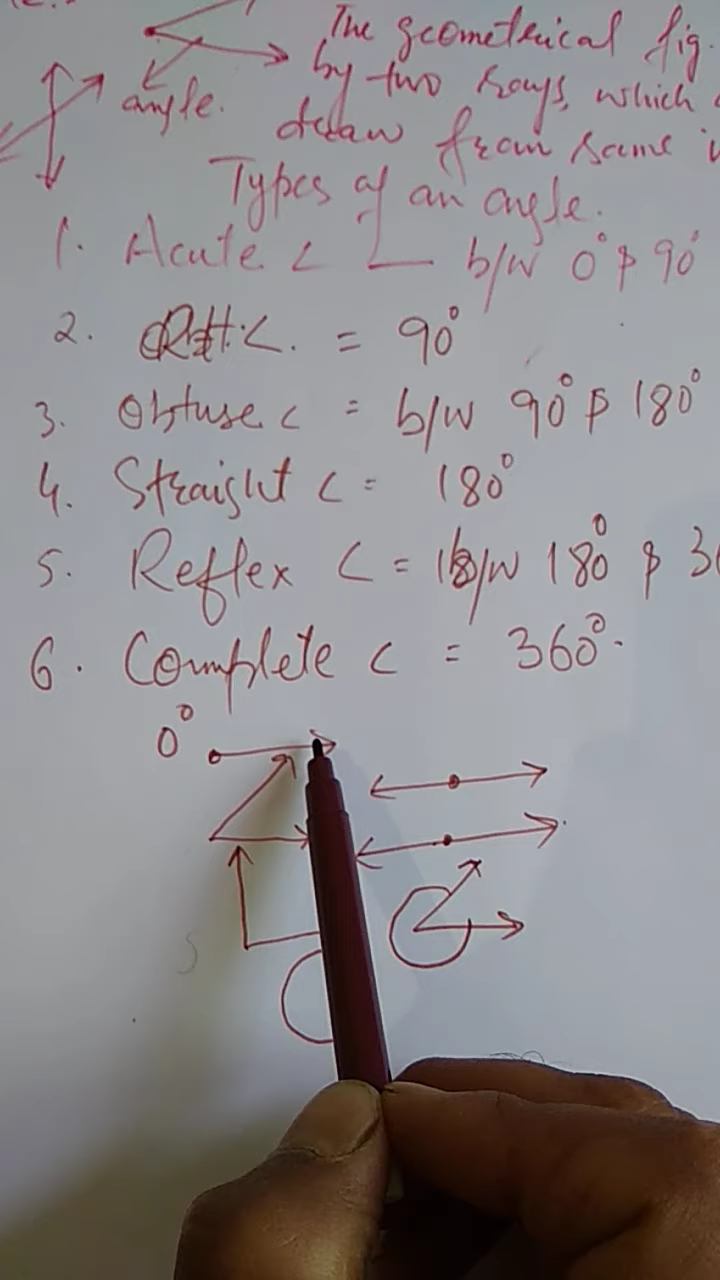 The geometrical fig.
by two rays, which
angle. draw from same
Types of an angle.
1. Acute ∠ b/w 0° & 90°
2. Rt. ∠. = 90°
3. Obtuse ∠ = b/w 90° & 180°
4. Straight ∠ = 180°
5. Reflex ∠ = b/w 180° &
6. Complete ∠ = 360°.
0°